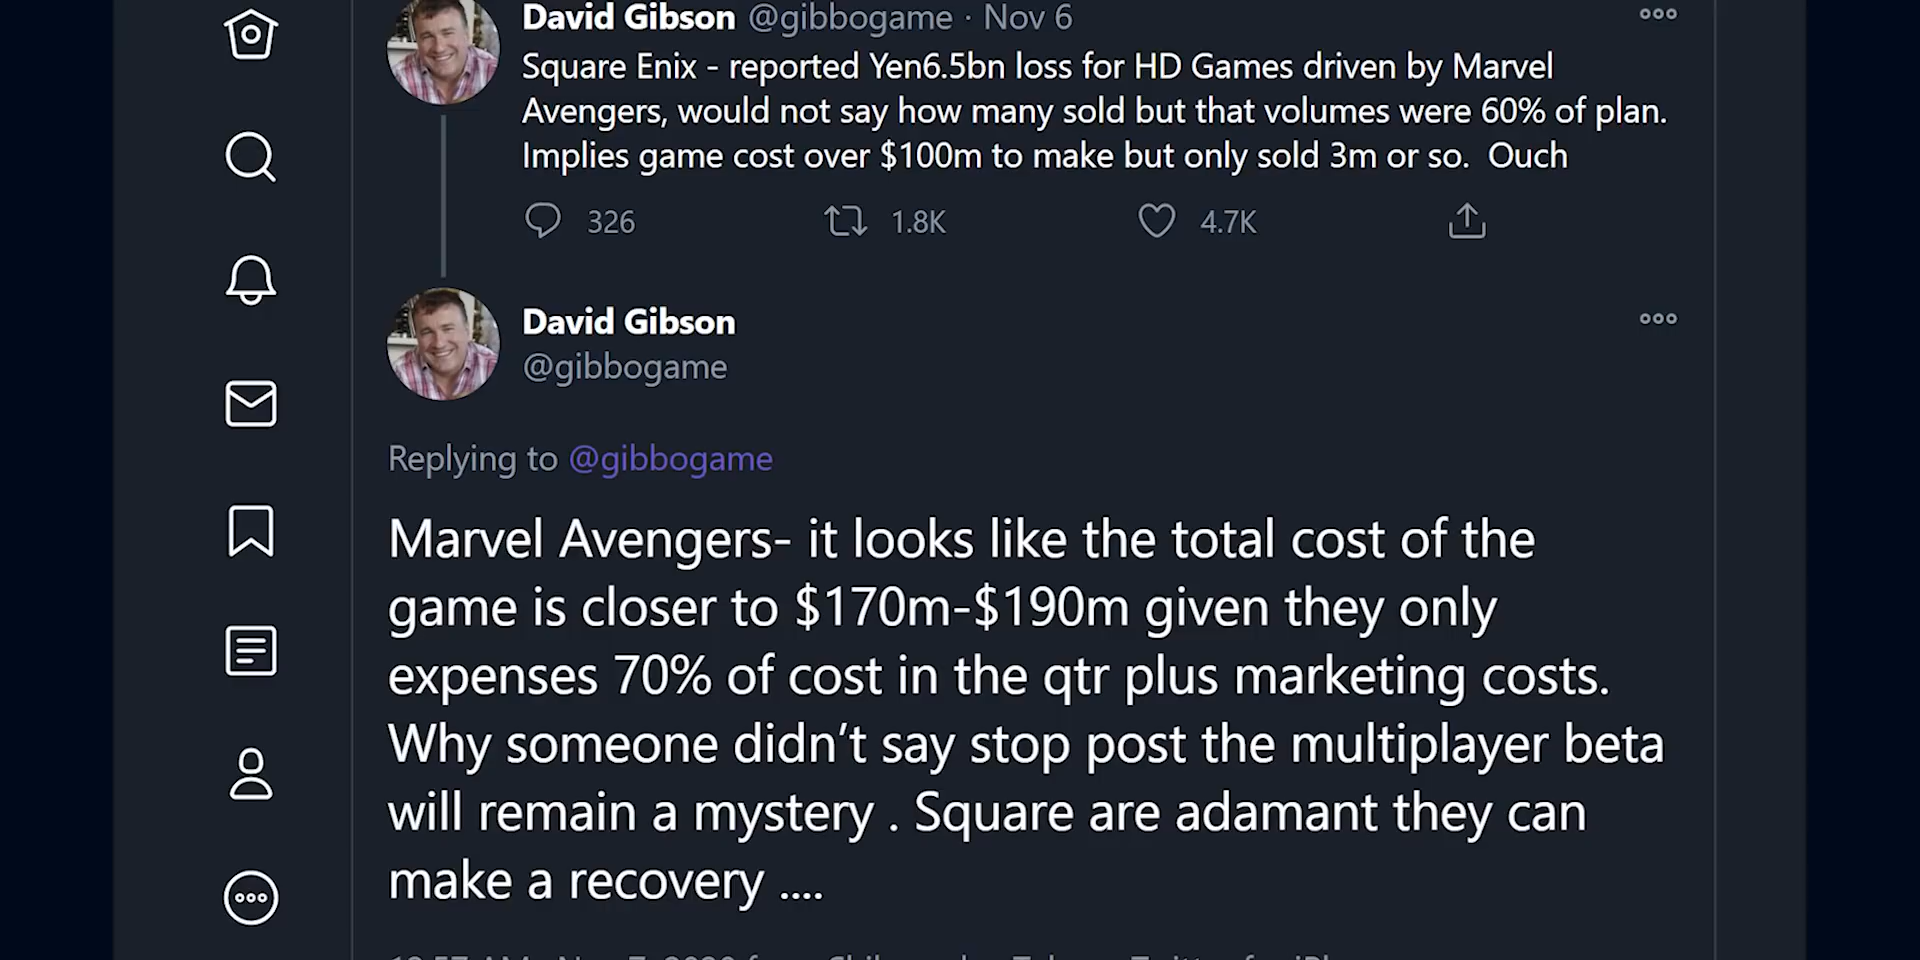 David Gibson @gibbogame · Nov 6
Square Enix - reported Yen6.5bn loss for HD Games driven by Marvel
Avengers, would not say how many sold but that volumes were 60% of plan.
Implies game cost over $100m to make but only sold 3m or so.  Ouch
326 1.8K 4.7K
David Gibson
@gibbogame
Replying to @gibbogame
Marvel Avengers- it looks like the total cost of the
game is closer to $170m-$190m given they only
expenses 70% of cost in the qtr plus marketing costs.
Why someone didn’t say stop post the multiplayer beta
will remain a mystery . Square are adamant they can
make a recovery ....